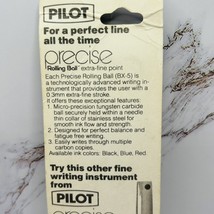 PILOT
For a perfect line
all the time
precise
Rolling Ball extra-fine point
Each Precise Rolling Ball (BX-5) is
a technologically advanced writing in-
strument that provides the user with a
0.3mm extra-fine stroke.
It offers these exceptional features:
1. Micro-precision tungsten carbide
ball securely held within a needle
thin collar of stainless steel for
smooth ink flow and strength.
2. Designed for perfect balance and
fatigue free writing.
3. Easily writes through multiple
carbon copies.
Available ink colors: Black, Blue, Red
Try this other fine
writing instrument
from
PILOT
precise